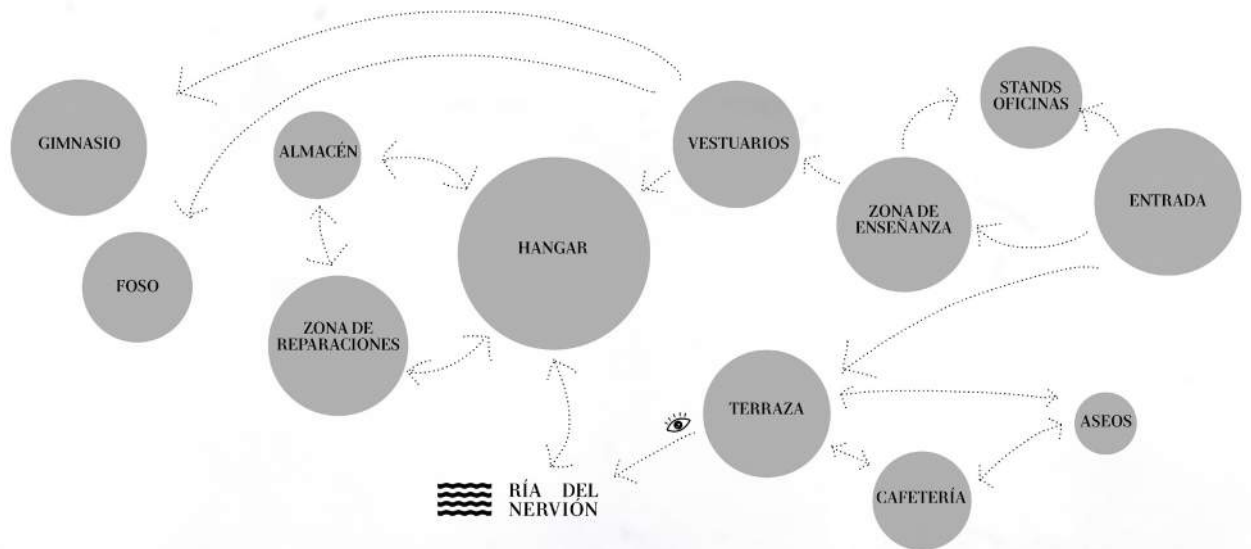 STANDS
OFICINAS
GIMNASIO
ALMACÉN
VESTUARIOS
ENTRADA
ZONA DE
ENSEÑANZA
HANGAR
FOSO
ZONA DE
REPARACIONES
TERRAZA
ASEOS
CAFETERÍA
RÍA DEL
NERVIÓN